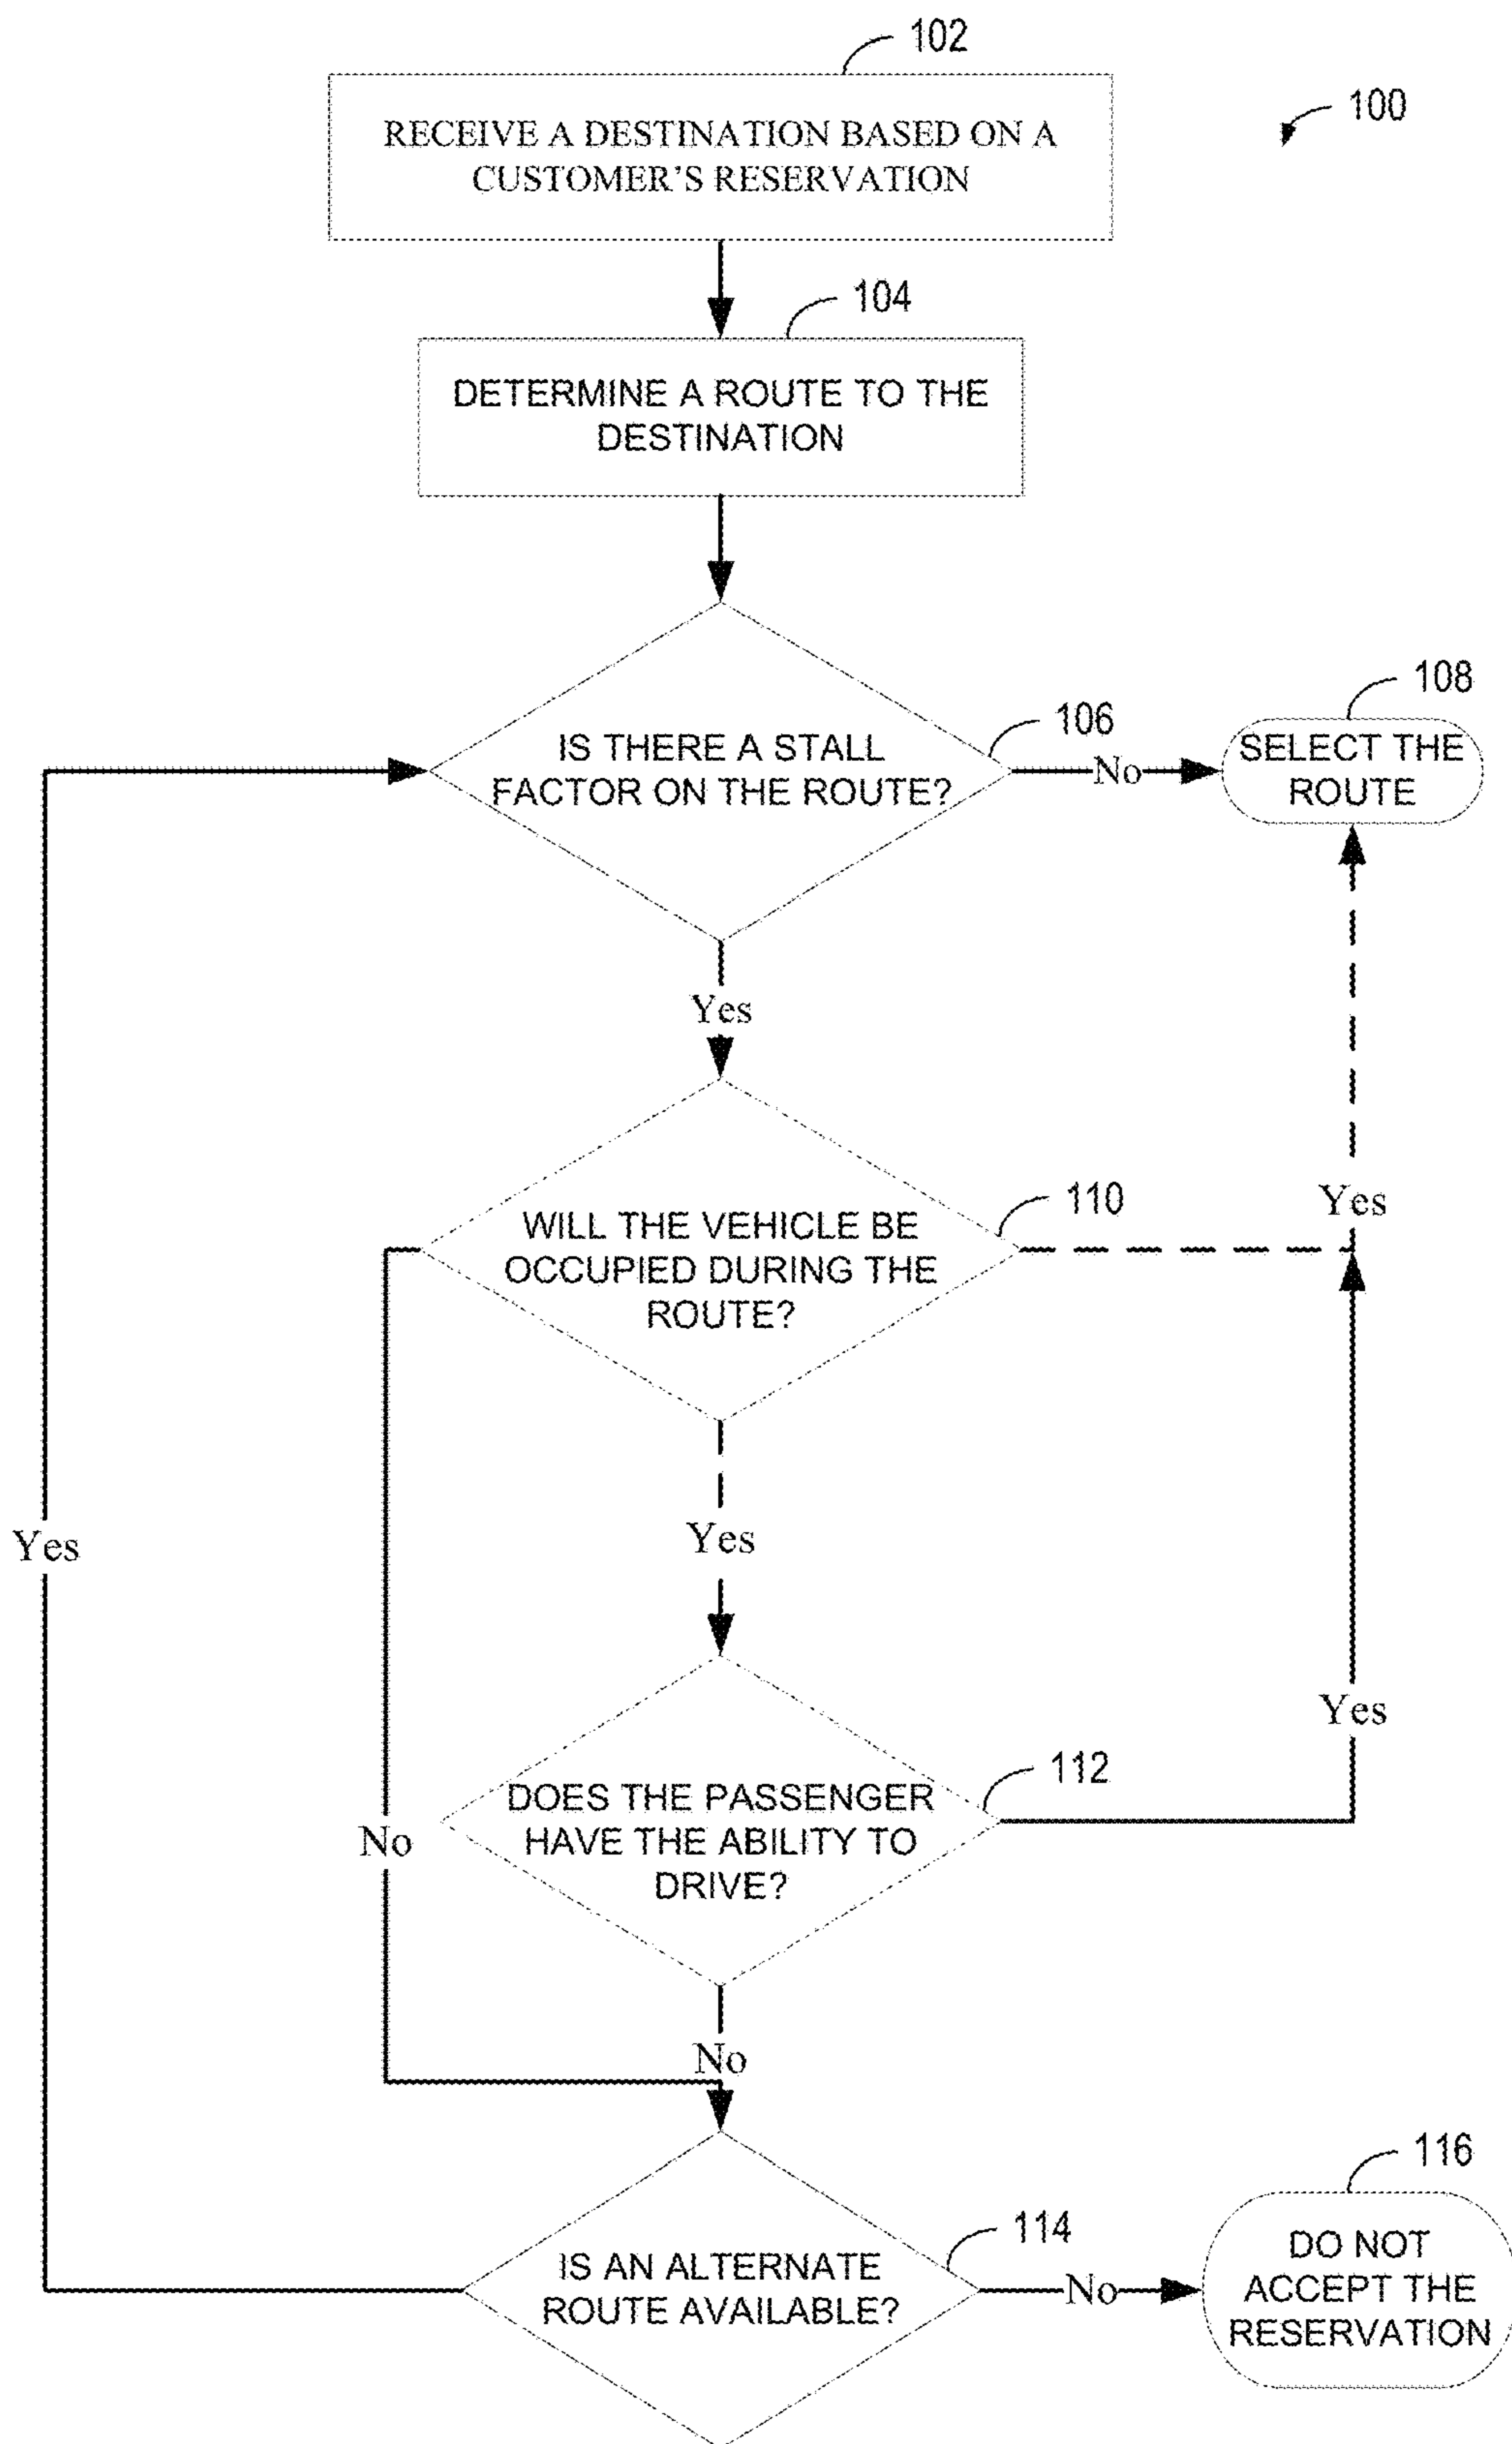 102
100
RECEIVE A DESTINATION BASED ON A
CUSTOMER'S RESERVATION
104
DETERMINE A ROUTE TO THE
DESTINATION
106
108
IS THERE A STALL
FACTOR ON THE ROUTE?
No
SELECT THE
ROUTE
Yes
110
WILL THE VEHICLE BE
OCCUPIED DURING THE
ROUTE?
Yes
Yes
Yes
112
DOES THE PASSENGER
HAVE THE ABILITY TO
DRIVE?
Yes
No
No
114
116
IS AN ALTERNATE
ROUTE AVAILABLE?
No
DO NOT
ACCEPT THE
RESERVATION